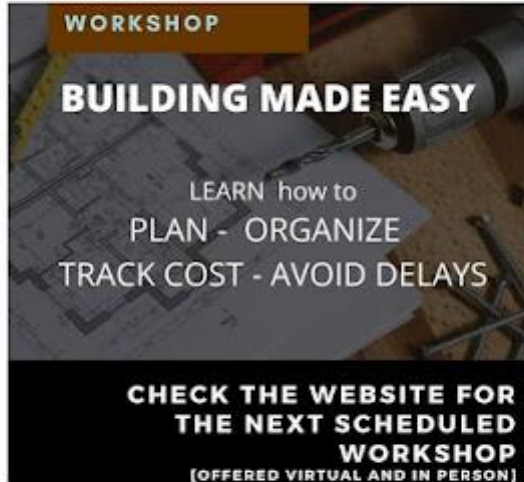 WORKSHOP
BUILDING MADE EASY
LEARN how to
PLAN - ORGANIZE
TRACK COST - AVOID DELAYS
CHECK THE WEBSITE FOR
THE NEXT SCHEDULED
WORKSHOP
[OFFERED VIRTUAL AND IN PERSON]